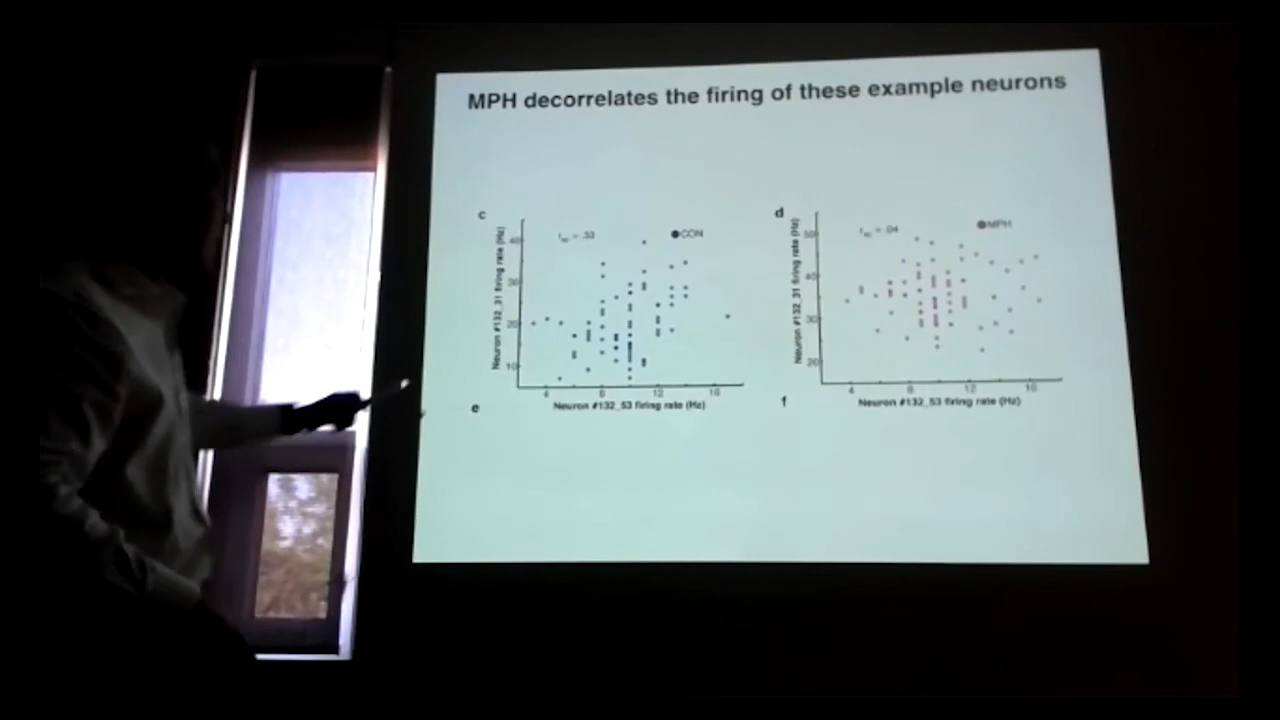 MPH decorrelates the firing of these example neurons
c
r = .33
CON
Neuron #132_31 firing rate (Hz)
40
30
20
10
4 8 12 16
Neuron #132_53 firing rate (Hz)
d
r = .04
MPH
Neuron #132_31 firing rate (Hz)
50
40
30
20
4 8 12 16
Neuron #132_53 firing rate (Hz)
e
f